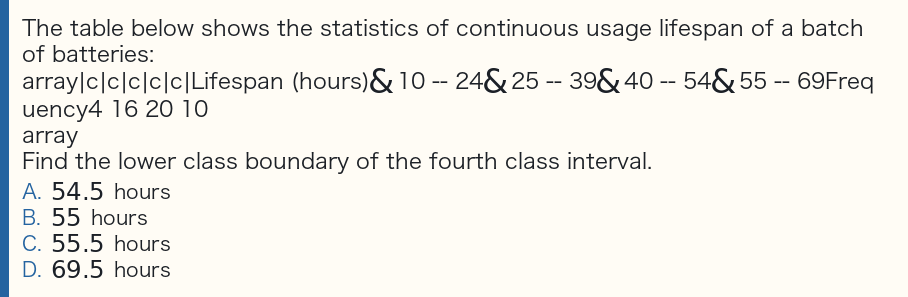 The table below shows the statistics of continuous usage lifespan of a batch
of batteries:
array|c|c|c|c|c|Lifespan (hours)& 10 -- 24& 25 -- 39& 40 -- 54& 55 -- 69Freq
uency4 16 20 10
array
Find the lower class boundary of the fourth class interval.
A. 54.5 hours
B. 55 hours
C. 55.5 hours
D. 69.5 hours